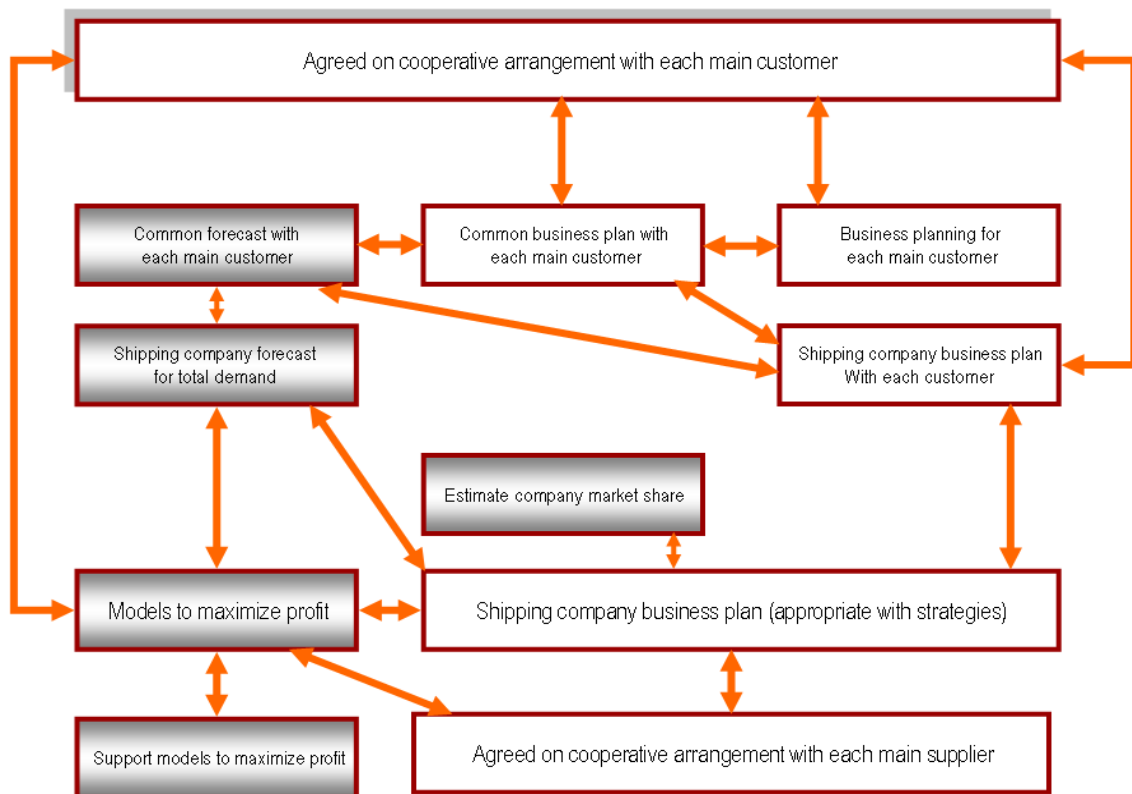 Agreed on cooperative arrangement with each main customer
Common forecast with
each main customer
Common business plan with
each main customer
Business planning for
each main customer
Shipping company forecast
for total demand
Shipping company business plan
With each customer
Estimate company market share
Models to maximize profit
Shipping company business plan (appropriate with strategies)
Support models to maximize profit
Agreed on cooperative arrangement with each main supplier